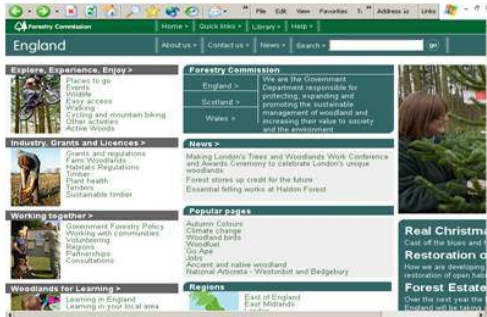 File Edit View Favorites Address Links
Forestry Commission
Home Quick links Library Help
England
About us Contact us News Search go
Explore, Experience, Enjoy >
Places to go
Events
Wildlife
Easy access
Walking
Cycling and mountain biking
Other activities
Active Woods
Industry, Grants and Licences >
Grants and regulations
Farm Woodlands
Habitats Regulations
Timber
Plant health
Tenders
Sustainable timber
Working together >
Government Forestry Policy
Working with communities
Volunteering
Regions
Partnerships
Consultations
Woodlands for Learning >
Learning in England
Learning in your local area
Forestry Commission
England >
Scotland >
Wales >
We are the Government
Department responsible for
protecting, expanding and
promoting the sustainable
management of woodland and
increasing their value to society
and the environment
News >
Making London's Trees and Woodlands Work Conference
and Awards Ceremony to celebrate London's unique
woodlands
Forest stores up credit for the future
Essential felling works at Haldon Forest
Popular pages
Autumn Colours
Climate change
Woodland birds
Woodfuel
Go Ape
Jobs
Ancient and native woodland
National Arboreta - Westonbirt and Bedgebury
Regions
East of England
East Midlands
London
Real Christma
Cast off the blues and
Restoration o
How we are developing
restoration of open hab
Forest Estate
Over the next year the
England will be taking